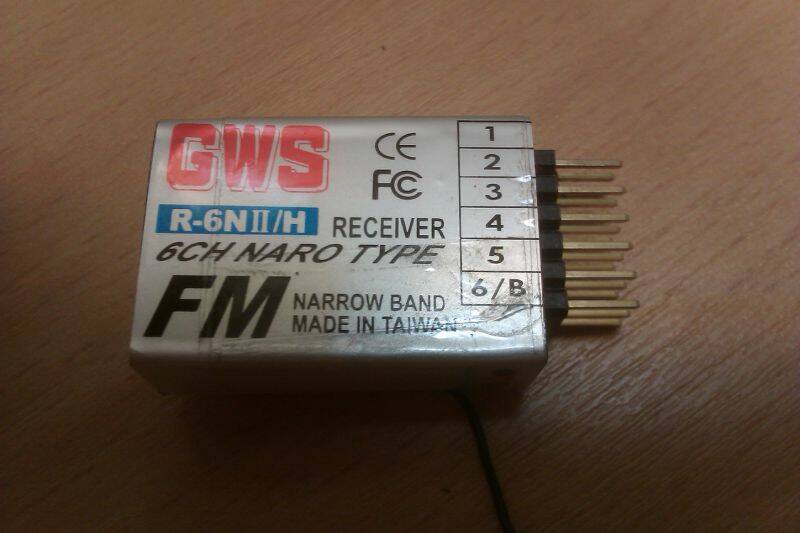 GWS
CE
FC
R-6NII/H RECEIVER
6CH NARO TYPE
FM NARROW BAND
MADE IN TAIWAN
1
2
3
4
5
6/B